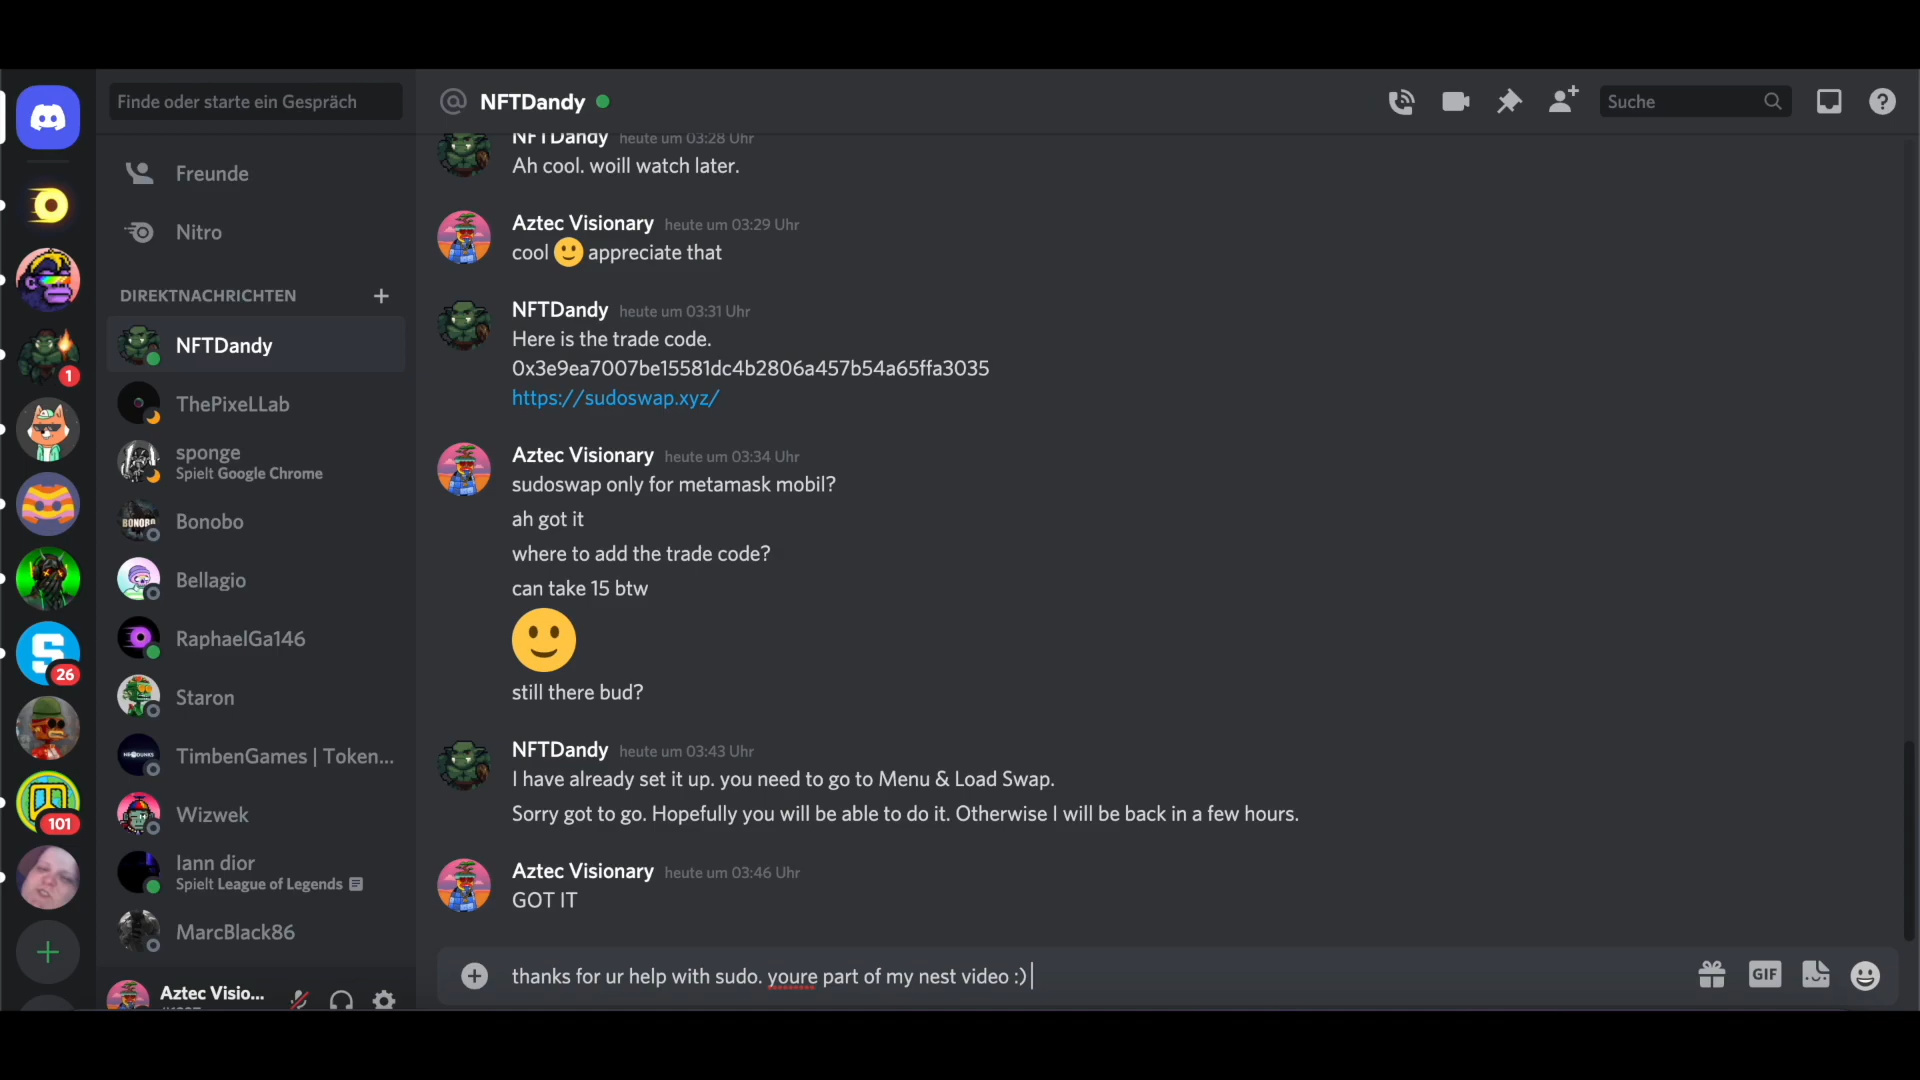 Finde oder starte ein Gespräch
Freunde
Nitro
DIREKTNACHRICHTEN
NFTDandy
ThePixeLLab
sponge
Spielt Google Chrome
BONOBO
Bonobo
Bellagio
RaphaelGa146
Staron
TimbenGames | Token...
Wizwek
Iann dior
Spielt League of Legends
MarcBlack86
Aztec Visio...
1
S
26
101
NFTDandy
Suche
NFTDandy heute um 03:28 Uhr
Ah cool. woill watch later.
Aztec Visionary heute um 03:29 Uhr
cool 🙂 appreciate that
NFTDandy heute um 03:31 Uhr
Here is the trade code.
0x3e9ea7007be15581dc4b2806a457b54a65ffa3035
https://sudoswap.xyz/
Aztec Visionary heute um 03:34 Uhr
sudoswap only for metamask mobil?
ah got it
where to add the trade code?
can take 15 btw
🙂
still there bud?
NFTDandy heute um 03:43 Uhr
I have already set it up. you need to go to Menu & Load Swap.
Sorry got to go. Hopefully you will be able to do it. Otherwise I will be back in a few hours.
Aztec Visionary heute um 03:46 Uhr
GOT IT
thanks for ur help with sudo. youre part of my nest video :)
GIF